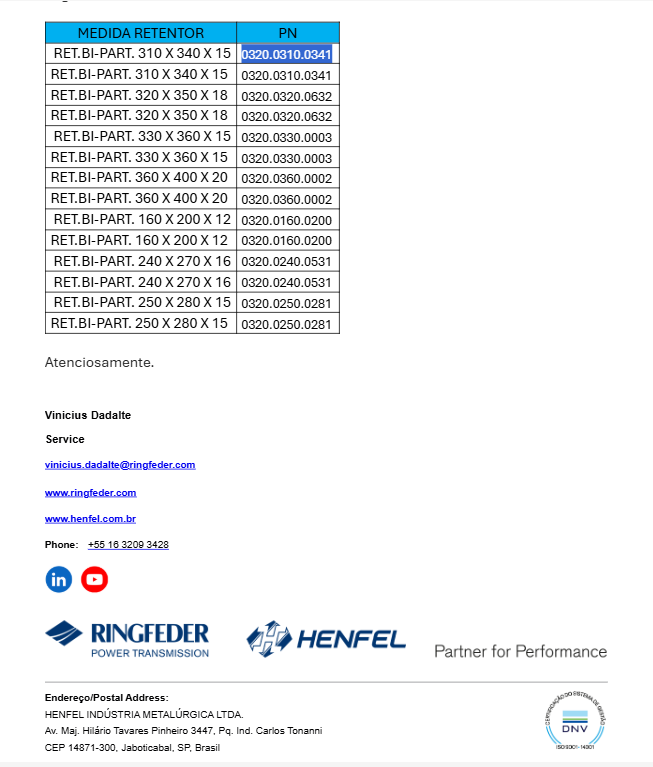 MEDIDA RETENTOR PN
RET.BI-PART. 310 X 340 X 15 0320.0310.0341
RET.BI-PART. 310 X 340 X 15 0320.0310.0341
RET.BI-PART. 320 X 350 X 18 0320.0320.0632
RET.BI-PART. 320 X 350 X 18 0320.0320.0632
RET.BI-PART. 330 X 360 X 15 0320.0330.0003
RET.BI-PART. 330 X 360 X 15 0320.0330.0003
RET.BI-PART. 360 X 400 X 20 0320.0360.0002
RET.BI-PART. 360 X 400 X 20 0320.0360.0002
RET.BI-PART. 160 X 200 X 12 0320.0160.0200
RET.BI-PART. 160 X 200 X 12 0320.0160.0200
RET.BI-PART. 240 X 270 X 16 0320.0240.0531
RET.BI-PART. 240 X 270 X 16 0320.0240.0531
RET.BI-PART. 250 X 280 X 15 0320.0250.0281
RET.BI-PART. 250 X 280 X 15 0320.0250.0281
Atenciosamente.
Vinicius Dadalte
Service
vinicius.dadalte@ringfeder.com
www.ringfeder.com
www.henfel.com.br
Phone: +55 16 3209 3428
in
RINGFEDER
POWER TRANSMISSION
HENFEL
Partner for Performance
Endereço/Postal Address:
HENFEL INDÚSTRIA METALÚRGICA LTDA.
Av. Maj. Hilário Tavares Pinheiro 3447, Pq. Ind. Carlos Tonanni
CEP 14871-300, Jaboticabal, SP, Brasil
CERTIFICAÇÃO DO SISTEMA DE GESTÃO
DNV
ISO 9001 - 14001